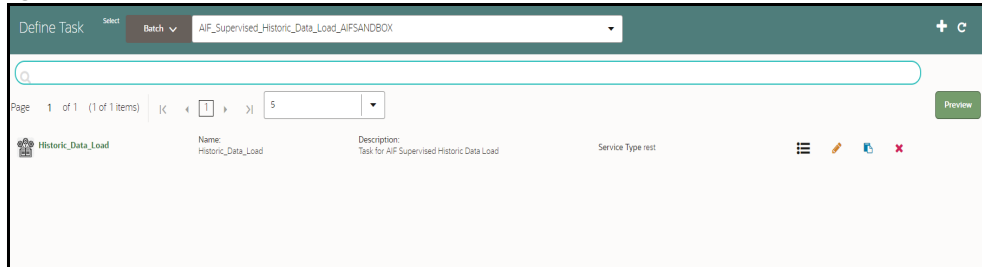 Define Task Select Batch AIF_Supervised_Historic_Data_Load_AIFSANDBOX
Page 1 of 1 (1 of 1 items) 1 5 Preview
Historic_Data_Load Name: Description: Service Type rest
Historic_Data_Load Task for AIF Supervised Historic Data Load